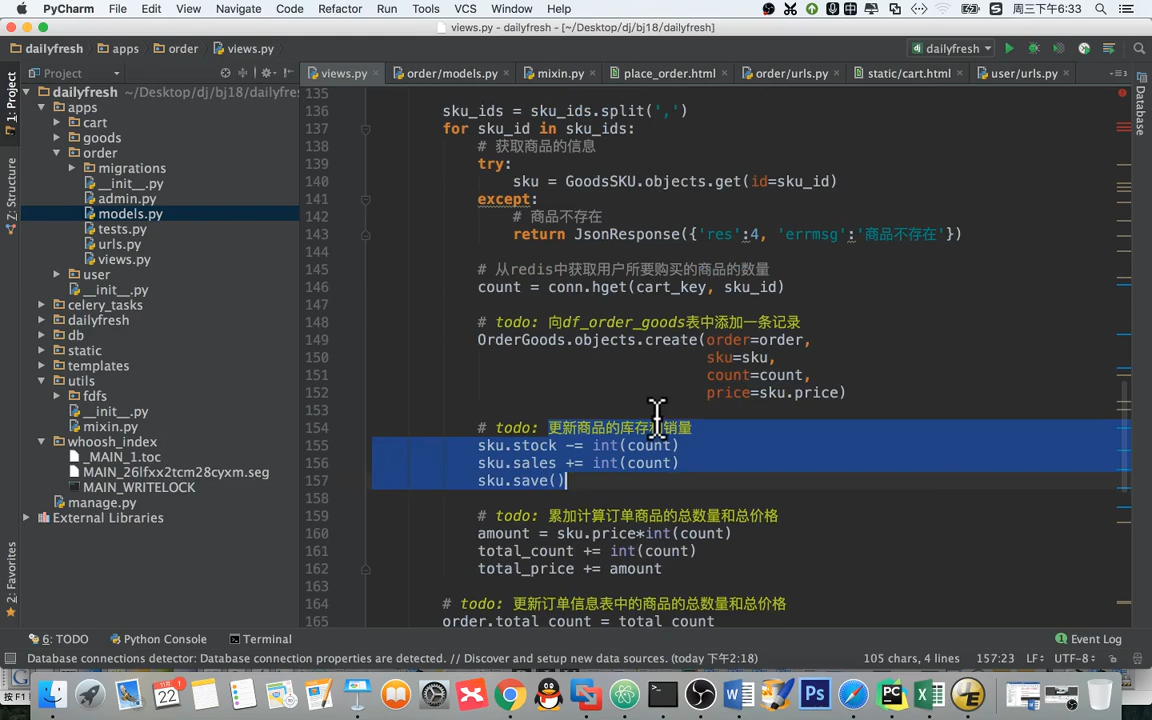 PyCharm File Edit View Navigate Code Refactor Run Tools VCS Window Help 周三下午6:33
views.py - dailyfresh - [~/Desktop/dj/bj18/dailyfresh]
dailyfresh apps order views.py dailyfresh
Project views.py order/models.py mixin.py place_order.html order/urls.py static/cart.html user/urls.py
1: Project
Z: Structure
2: Favorites
Database
dailyfresh ~/Desktop/dj/bj18/dailyfre
apps
cart
goods
order
migrations
__init__.py
admin.py
models.py
tests.py
urls.py
views.py
user
__init__.py
celery_tasks
dailyfresh
db
static
templates
utils
fdfs
__init__.py
mixin.py
whoosh_index
_MAIN_1.toc
MAIN_26lfxx2tcm28cyxm.seg
MAIN_WRITELOCK
manage.py
External Libraries
135
136 sku_ids = sku_ids.split(',')
137 for sku_id in sku_ids:
138 # 获取商品的信息
139 try:
140 sku = GoodsSKU.objects.get(id=sku_id)
141 except:
142 # 商品不存在
143 return JsonResponse({'res':4, 'errmsg':'商品不存在'})
144
145 # 从redis中获取用户所要购买的商品的数量
146 count = conn.hget(cart_key, sku_id)
147
148 # todo: 向df_order_goods表中添加一条记录
149 OrderGoods.objects.create(order=order,
150 sku=sku,
151 count=count,
152 price=sku.price)
153
154 # todo: 更新商品的库存和销量
155 sku.stock -= int(count)
156 sku.sales += int(count)
157 sku.save()
158
159 # todo: 累加计算订单商品的总数量和总价格
160 amount = sku.price*int(count)
161 total_count += int(count)
162 total_price += amount
163
164 # todo: 更新订单信息表中的商品的总数量和总价格
165 order.total_count = total_count
6: TODO Python Console Terminal 1 Event Log
Database connections detector: Database connection properties are detected. // Discover and setup new data sources. (today 下午2:18) 105 chars, 4 lines 157:23 LF UTF-8